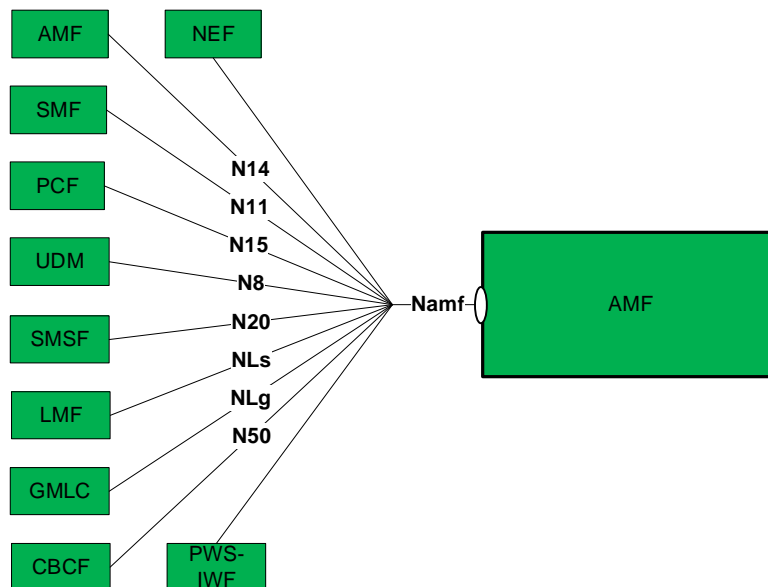 AMF
NEF
SMF
N14
PCF
N11
UDM
N15
N8
Namf
AMF
SMSF
N20
LMF
NLs
GMLC
NLg
N50
CBCF
PWS-
IWF